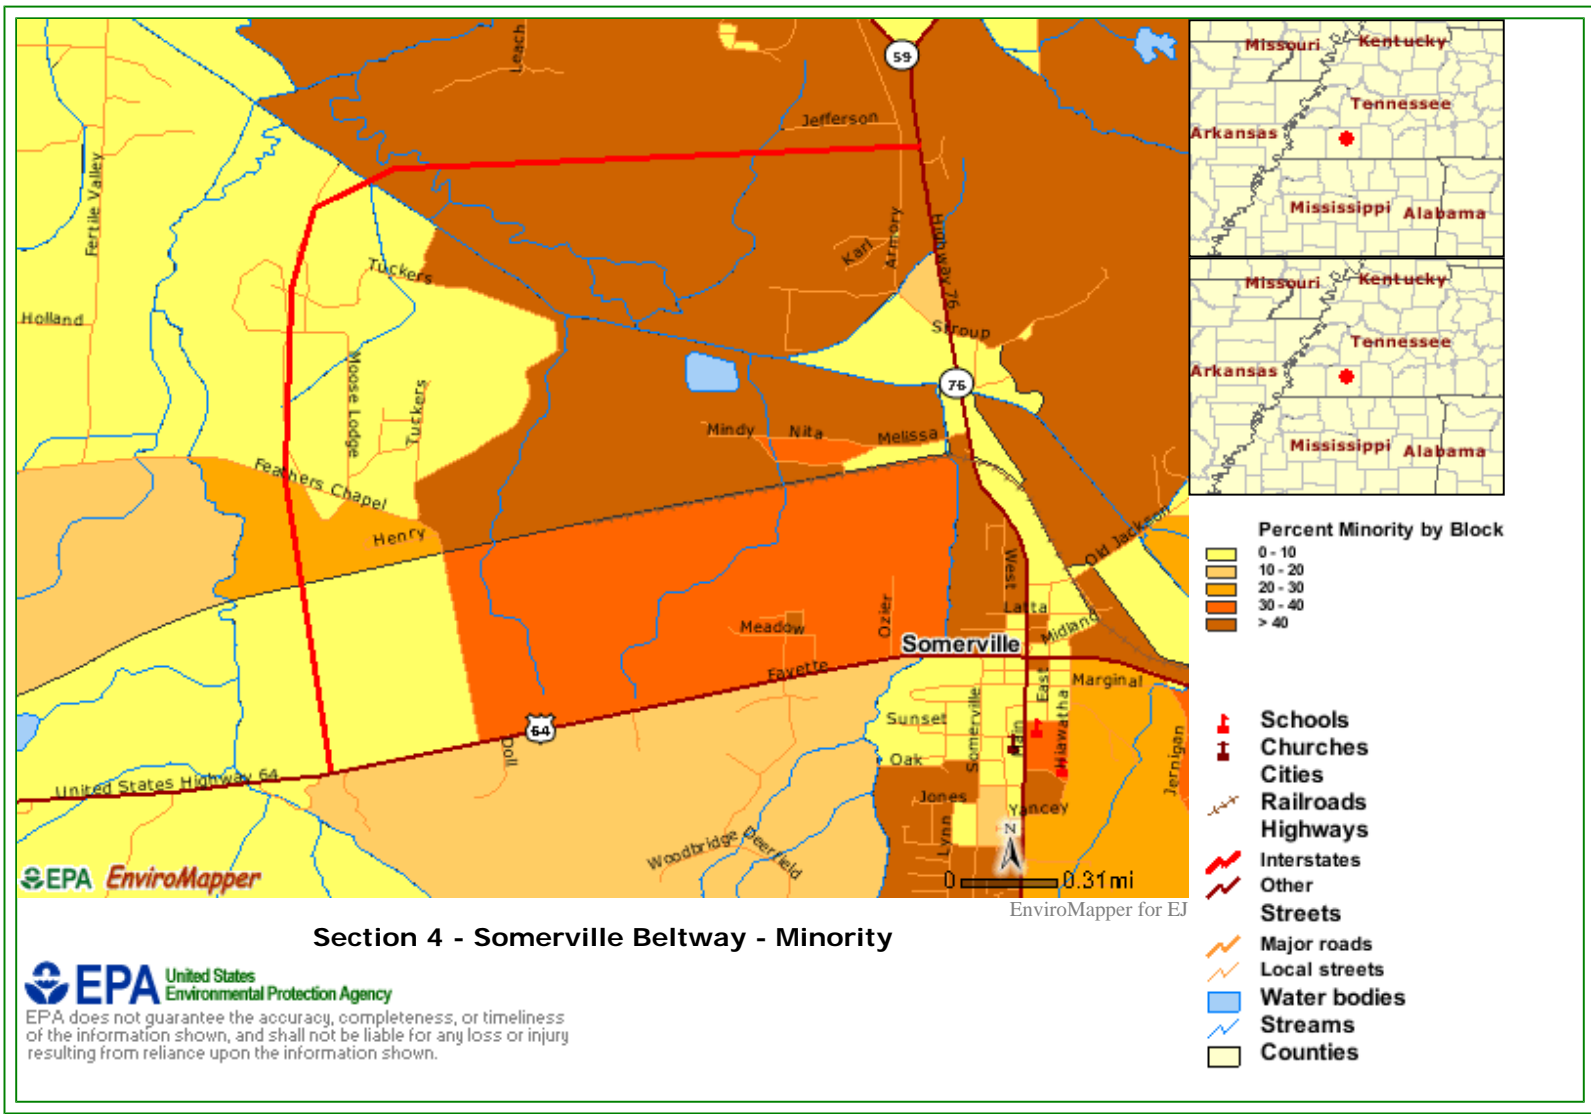 Leach
59
Jefferson
Fertile Valley
Karl
Armory
Highway 76
Tuckers
Holland
Stroup
Moose Lodge
Tuckers
76
Mindy
Nita
Melissa
Feathers Chapel
Henry
Old Jackson
West
Latta
Midland
Ozier
Meadow
Somerville
Fayette
East
Marginal
Hiawatha
Somerville
Sunset
Main
Oak
Jernigan
64
Doll
United States Highway 64
Jones
Yancey
Lynn
Woodbridge
Deerfield
N
0 0.31 mi
EPA EnviroMapper
EnviroMapper for EJ
Missouri
Kentucky
Tennessee
Arkansas
Mississippi
Alabama
Missouri
Kentucky
Tennessee
Arkansas
Mississippi
Alabama
Percent Minority by Block
0 - 10
10 - 20
20 - 30
30 - 40
> 40
Schools
Churches
Cities
Railroads
Highways
Interstates
Other
Streets
Major roads
Local streets
Water bodies
Streams
Counties
Section 4 - Somerville Beltway - Minority
EPA
United States
Environmental Protection Agency
EPA does not guarantee the accuracy, completeness, or timeliness
of the information shown, and shall not be liable for any loss or injury
resulting from reliance upon the information shown.